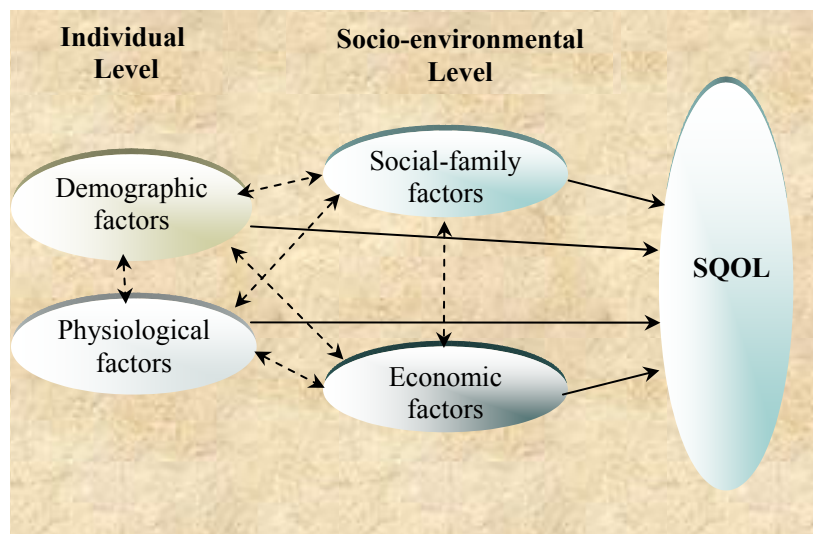 Individual
Level
Socio-environmental
Level
Demographic
factors
Social-family
factors
SQOL
Physiological
factors
Economic
factors